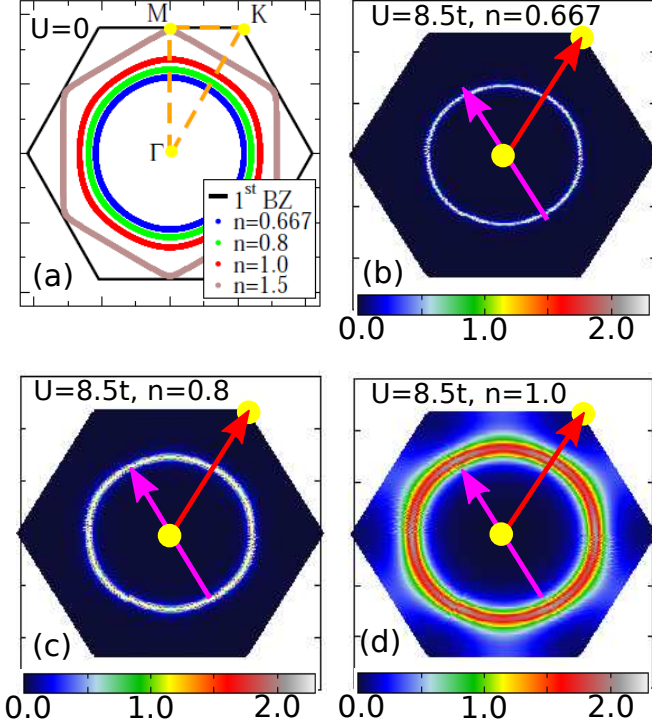 U=0
M
K
Γ
1st BZ
n=0.667
n=0.8
n=1.0
n=1.5
(a)
U=8.5t, n=0.667
(b)
0.0 1.0 2.0
U=8.5t, n=0.8
(c)
0.0 1.0 2.0
U=8.5t, n=1.0
(d)
0.0 1.0 2.0